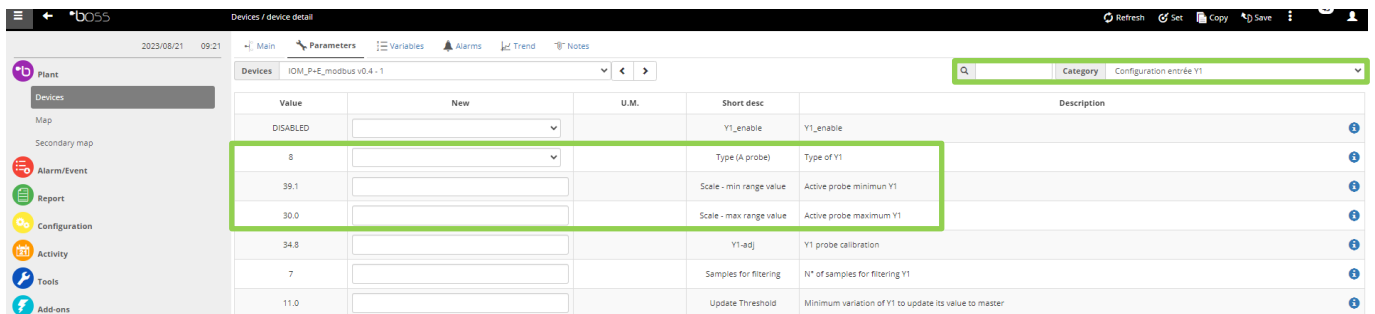 boss
Devices / device detail
Refresh Set Copy Save
2023/08/21 09:21
Main Parameters Variables Alarms Trend Notes
Plant
Devices
Map
Secondary map
Alarm/Event
Report
Configuration
Activity
Tools
Add-ons
Devices IOM_P+E_modbus v0.4 - 1
Category Configuration entrée Y1
Value New U.M. Short desc Description
DISABLED Y1_enable Y1_enable
8 Type (A probe) Type of Y1
39.1 Scale - min range value Active probe minimun Y1
30.0 Scale - max range value Active probe maximum Y1
34.8 Y1-adj Y1 probe calibration
7 Samples for filtering N° of samples for filtering Y1
11.0 Update Threshold Minimum variation of Y1 to update its value to master